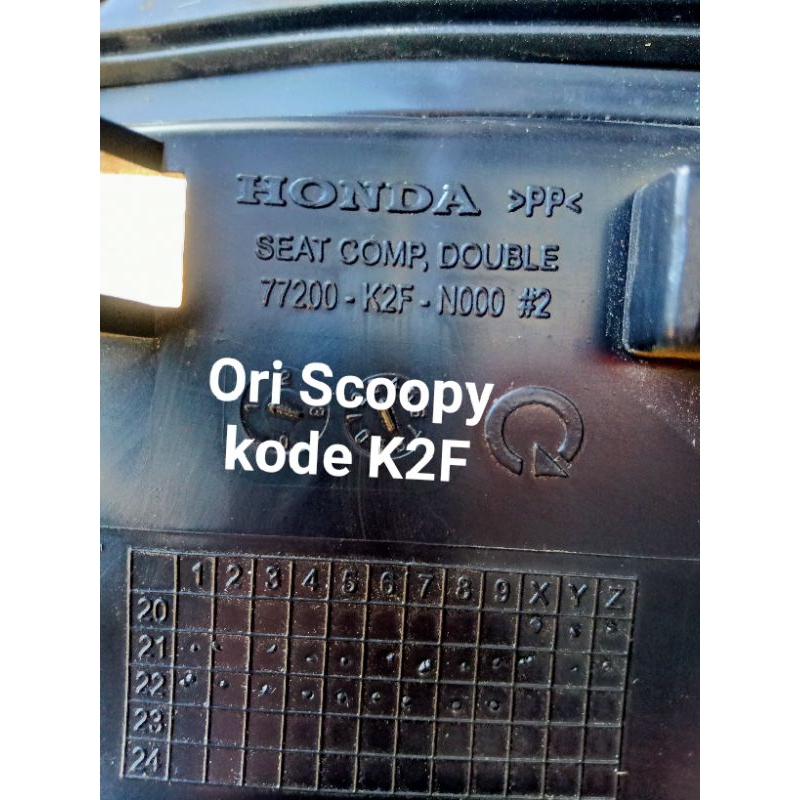 HONDA >PP<
SEAT COMP, DOUBLE
77200 - K2F - N000 #2
Ori Scoopy
kode K2F
1 2 3 4 5 6 7 8 9 X Y Z
20
21
22
23
24